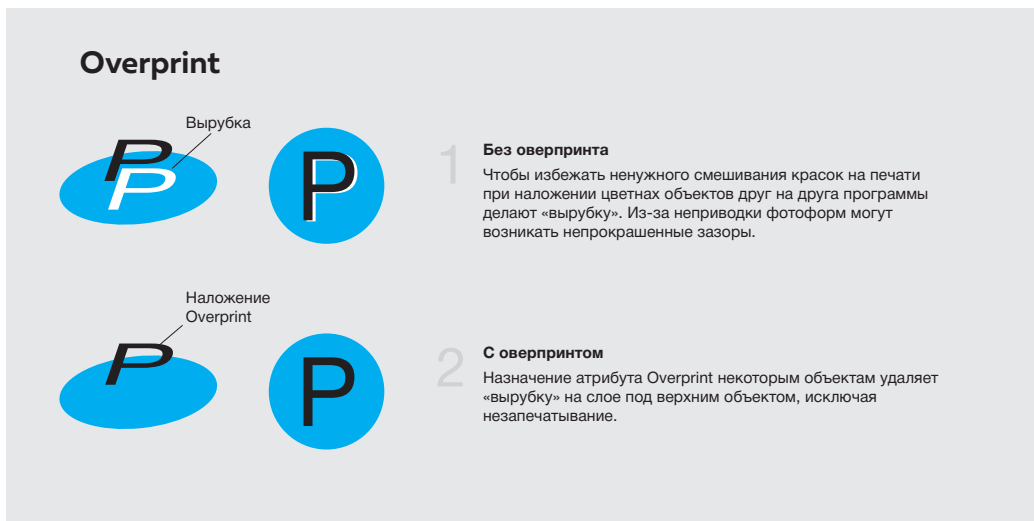 Overprint
Вырубка
P
P
P
1
Без оверпринта
Чтобы избежать ненужного смешивания красок на печати
при наложении цветнах объектов друг на друга программы
делают «вырубку». Из-за неприводки фотоформ могут
возникать непрокрашенные зазоры.
Наложение
Overprint
P
P
2
С оверпринтом
Назначение атрибута Overprint некоторым объектам удаляет
«вырубку» на слое под верхним объектом, исключая
незапечатывание.